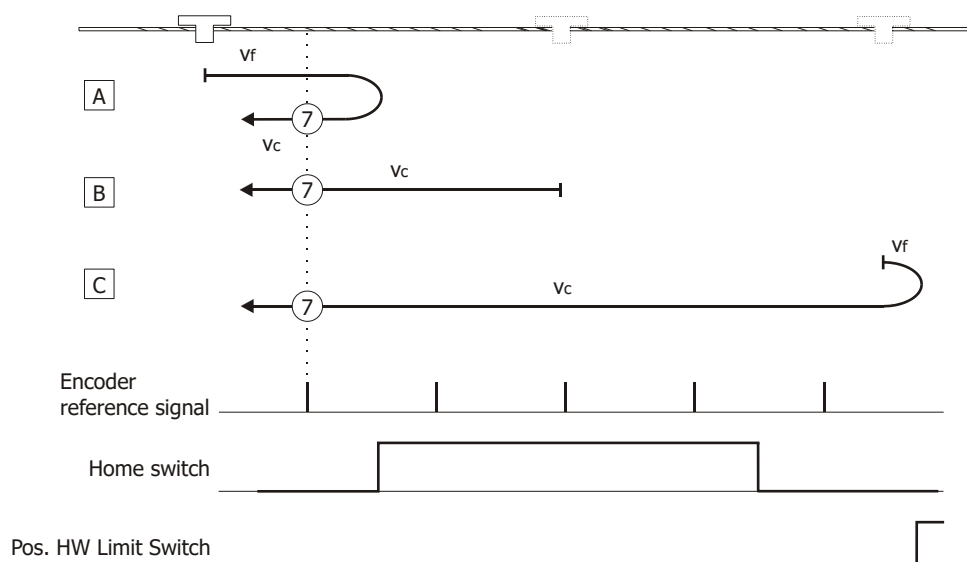 Vf
A
7
Vc
Vc
B
7
Vf
C
Vc
7
Encoder
reference signal
Home switch
Pos. HW Limit Switch